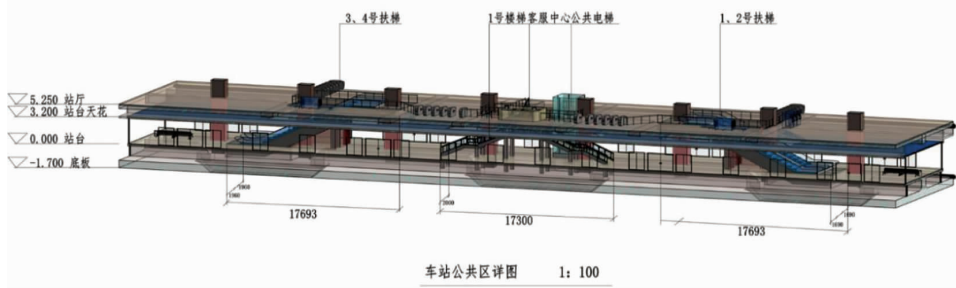 3、4号扶梯
1号楼梯客服中心公共电梯
1、2号扶梯
5.250 站厅
3.200 站台天花
0.000 站台
-1.700 底板
17693
2000
17300
17693
车站公共区详图 1: 100